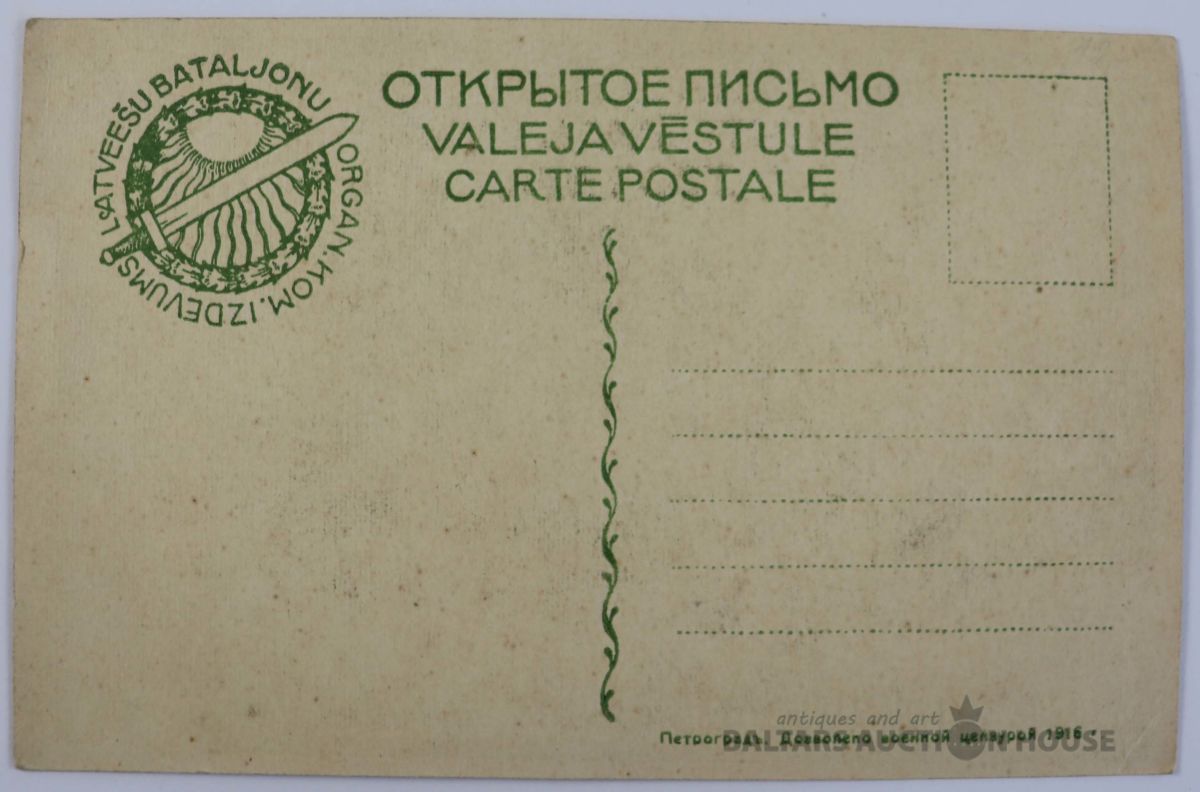 LATVEEŠU BATALJONU ORGAN. KOM. IZDEVUMS
ОТКРЫТОЕ ПИСЬМО
VALEJA VĒSTULE
CARTE POSTALE
antiques and art
BALTARS AUCTION HOUSE
Петроградъ. Дозволено военной цензурой 1916 г.